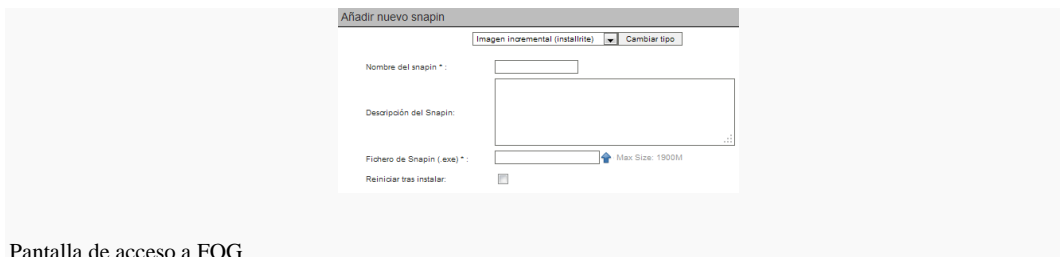 Añadir nuevo snapin
Imagen incremental (installrite) Cambiar tipo
Nombre del snapin * :
Descripción del Snapin:
Fichero de Snapin (.exe) * : Max Size: 1900M
Reiniciar tras instalar:
Pantalla de acceso a FOG